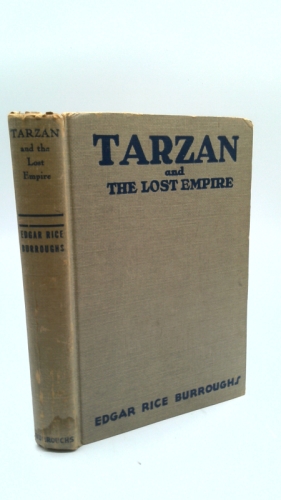 TARZAN
and the
Lost
Empire
EDGAR RICE
BURROUGHS
TARZAN
and
THE LOST EMPIRE
EDGAR RICE BURROUGHS